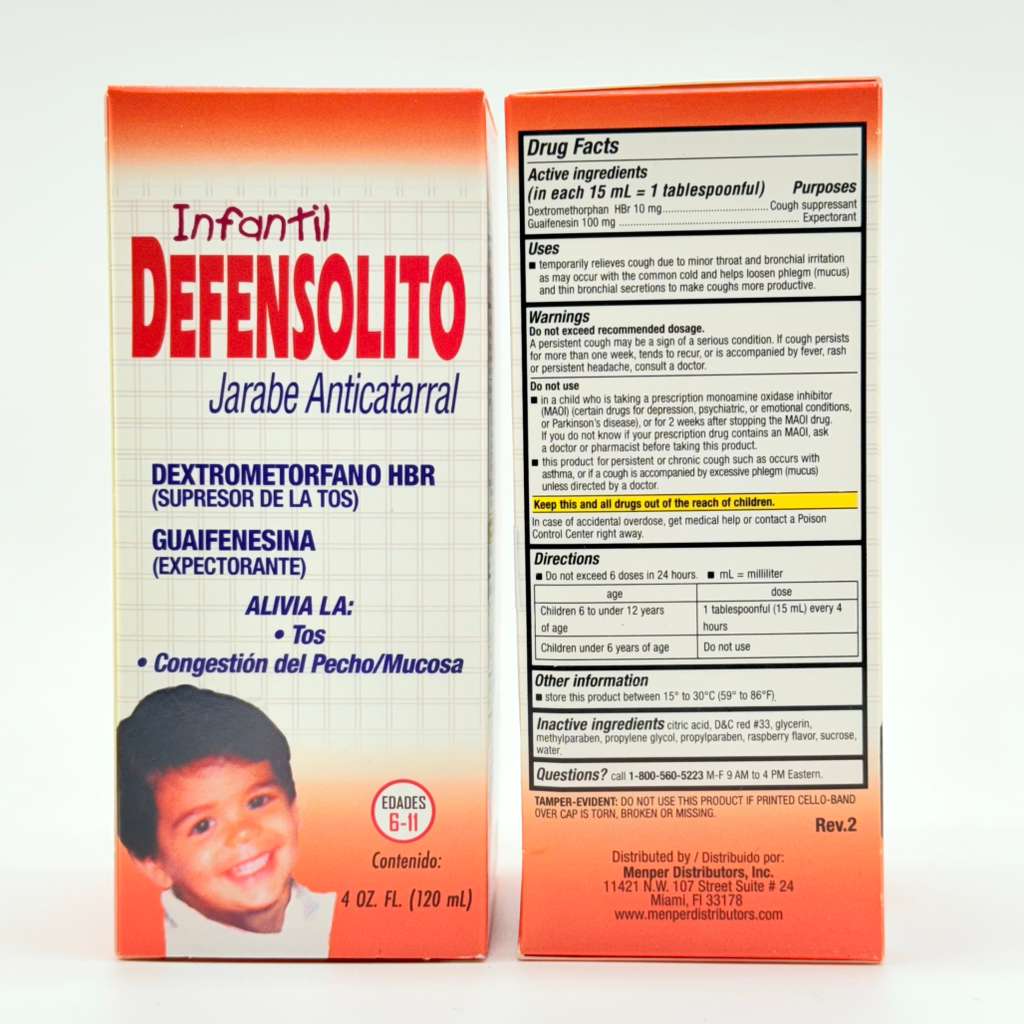 Infantil
DEFENSOLITO
Jarabe Anticatarral
DEXTROMETORFANO HBR
(SUPRESOR DE LA TOS)
GUAIFENESINA
(EXPECTORANTE)
ALIVIA LA:
• Tos
• Congestión del Pecho/Mucosa
EDADES
6-11
Contenido:
4 OZ. FL. (120 mL)
Drug Facts
Active ingredients
(in each 15 mL = 1 tablespoonful) Purposes
Dextromethorphan HBr 10 mg.................................. Cough suppressant
Guaifenesin 100 mg ........................................................ Expectorant
Uses
■ temporarily relieves cough due to minor throat and bronchial irritation
as may occur with the common cold and helps loosen phlegm (mucus)
and thin bronchial secretions to make coughs more productive.
Warnings
Do not exceed recommended dosage.
A persistent cough may be a sign of a serious condition. If cough persists
for more than one week, tends to recur, or is accompanied by fever, rash
or persistent headache, consult a doctor.
Do not use
■ in a child who is taking a prescription monoamine oxidase inhibitor
(MAOI) (certain drugs for depression, psychiatric, or emotional conditions,
or Parkinson's disease), or for 2 weeks after stopping the MAOI drug.
If you do not know if your prescription drug contains an MAOI, ask
a doctor or pharmacist before taking this product.
■ this product for persistent or chronic cough such as occurs with
asthma, or if a cough is accompanied by excessive phlegm (mucus)
unless directed by a doctor.
Keep this and all drugs out of the reach of children.
In case of accidental overdose, get medical help or contact a Poison
Control Center right away.
Directions
■ Do not exceed 6 doses in 24 hours. ■ mL = milliliter
age dose
Children 6 to under 12 years 1 tablespoonful (15 mL) every 4
of age hours
Children under 6 years of age Do not use
Other information
■ store this product between 15° to 30°C (59° to 86°F).
Inactive ingredients citric acid, D&C red #33, glycerin,
methylparaben, propylene glycol, propylparaben, raspberry flavor, sucrose,
water.
Questions? call 1-800-560-5223 M-F 9 AM to 4 PM Eastern.
TAMPER-EVIDENT: DO NOT USE THIS PRODUCT IF PRINTED CELLO-BAND
OVER CAP IS TORN, BROKEN OR MISSING.
Rev.2
Distributed by / Distribuido por:
Menper Distributors, Inc.
11421 N.W. 107 Street Suite # 24
Miami, Fl 33178
www.menperdistributors.com